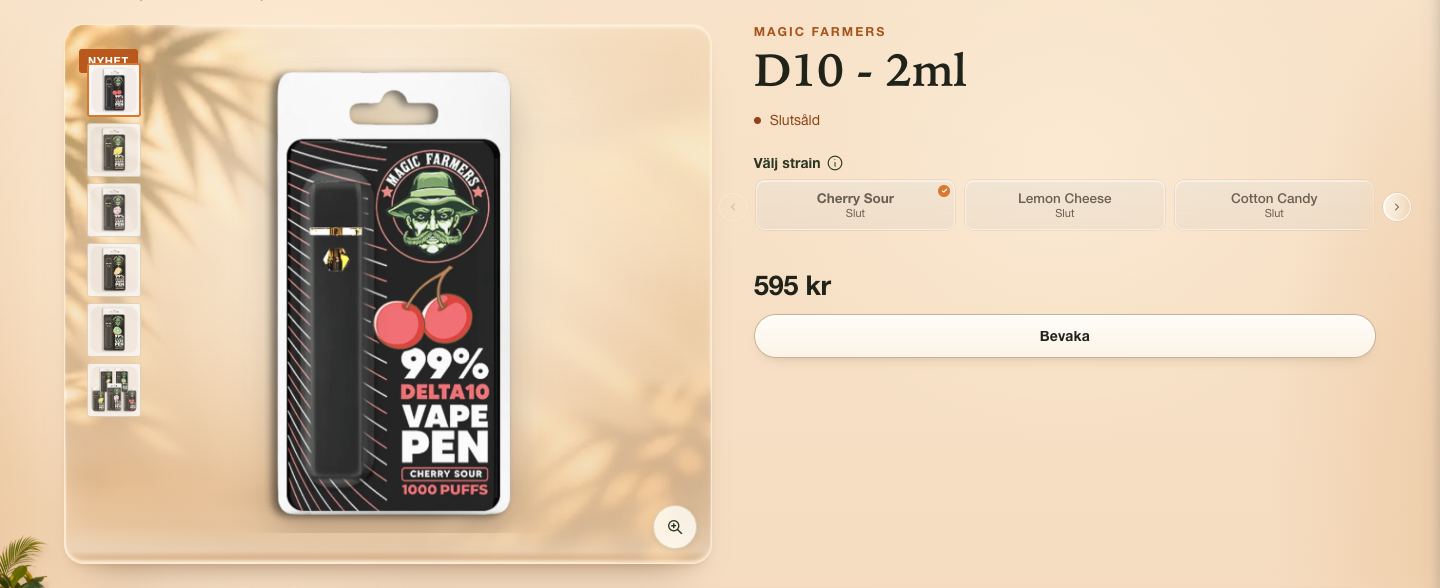 NYHET
MAGIC FARMERS
99%
DELTA10
VAPE
PEN
CHERRY SOUR
1000 PUFFS
MAGIC FARMERS
D10 - 2ml
Slutsåld
Välj strain
Cherry Sour
Slut
Lemon Cheese
Slut
Cotton Candy
Slut
595 kr
Bevaka